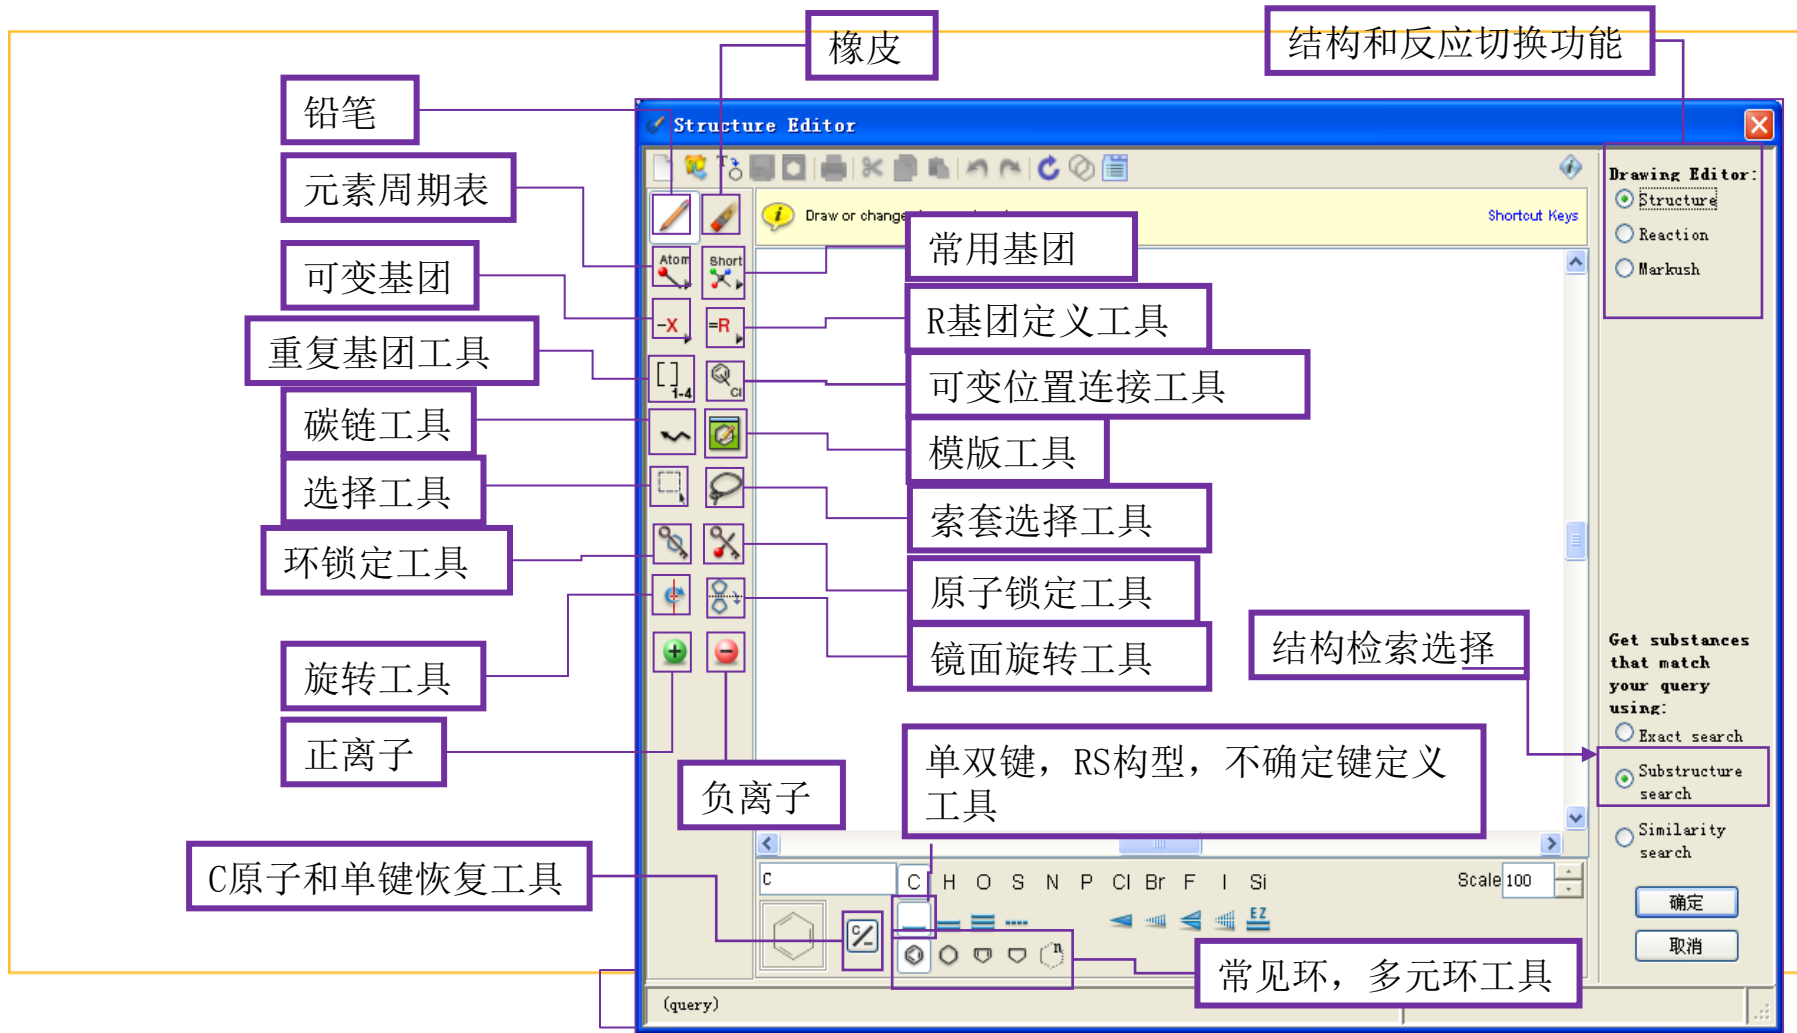 橡皮
结构和反应切换功能
铅笔
Structure Editor
元素周期表
Drawing Editor:
Structure
Reaction
Markush
Draw or change
Shortcut Keys
Atom
Short
常用基团
可变基团
-X
=R
R基团定义工具
重复基团工具
[ ]
1-4
Cl
可变位置连接工具
碳链工具
模版工具
选择工具
索套选择工具
环锁定工具
原子锁定工具
旋转工具
镜面旋转工具
结构检索选择
Get substances
that match
your query
using:
Exact search
Substructure
search
Similarity
search
正离子
负离子
单双键，RS构型，不确定键定义
工具
C原子和单键恢复工具
C
C H O S N P Cl Br F I Si
Scale 100
EZ
n
确定
取消
常见环，多元环工具
(query)